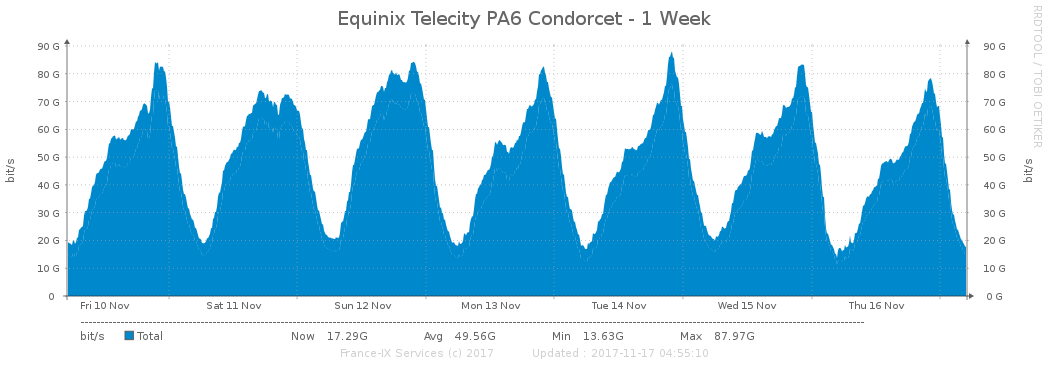 Equinix Telecity PA6 Condorcet - 1 Week
RRDTOOL / TOBI OETIKER
bit/s
90 G 90 G
80 G 80 G
70 G 70 G
60 G 60 G
50 G 50 G
40 G 40 G
30 G 30 G
20 G 20 G
10 G 10 G
0 0 G
bit/s
Fri 10 Nov Sat 11 Nov Sun 12 Nov Mon 13 Nov Tue 14 Nov Wed 15 Nov Thu 16 Nov
bit/s Total Now 17.29G Avg 49.56G Min 13.63G Max 87.97G
France-IX Services (c) 2017 Updated : 2017-11-17 04:55:10